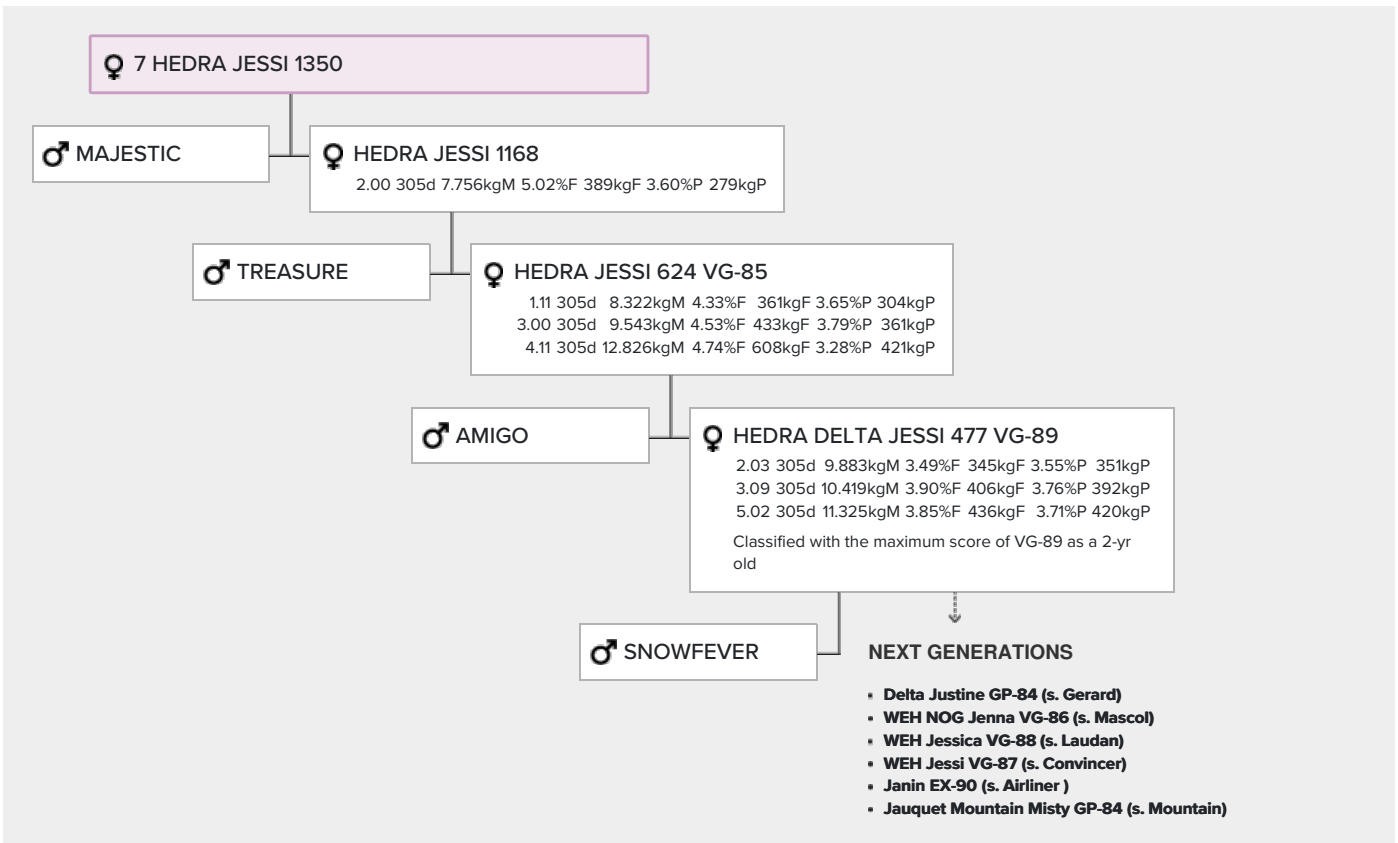 7 HEDRA JESSI 1350
MAJESTIC
HEDRA JESSI 1168
2.00 305d 7.756kgM 5.02%F 389kgF 3.60%P 279kgP
TREASURE
HEDRA JESSI 624 VG-85
1.11 305d 8.322kgM 4.33%F 361kgF 3.65%P 304kgP
3.00 305d 9.543kgM 4.53%F 433kgF 3.79%P 361kgP
4.11 305d 12.826kgM 4.74%F 608kgF 3.28%P 421kgP
AMIGO
HEDRA DELTA JESSI 477 VG-89
2.03 305d 9.883kgM 3.49%F 345kgF 3.55%P 351kgP
3.09 305d 10.419kgM 3.90%F 406kgF 3.76%P 392kgP
5.02 305d 11.325kgM 3.85%F 436kgF 3.71%P 420kgP
Classified with the maximum score of VG-89 as a 2-yr
old
SNOWFEVER
NEXT GENERATIONS
• Delta Justine GP-84 (s. Gerard)
• WEH NOG Jenna VG-86 (s. Mascol)
• WEH Jessica VG-88 (s. Laudan)
• WEH Jessi VG-87 (s. Convincer)
• Janin EX-90 (s. Airliner )
• Jauquet Mountain Misty GP-84 (s. Mountain)